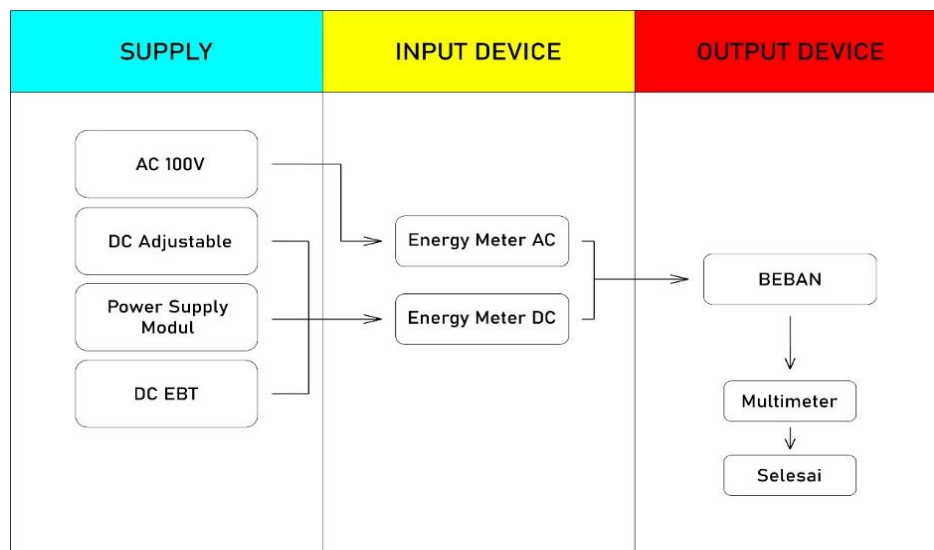 SUPPLY
INPUT DEVICE
OUTPUT DEVICE
AC 100V
DC Adjustable
Power Supply
Modul
DC EBT
Energy Meter AC
Energy Meter DC
BEBAN
Multimeter
Selesai